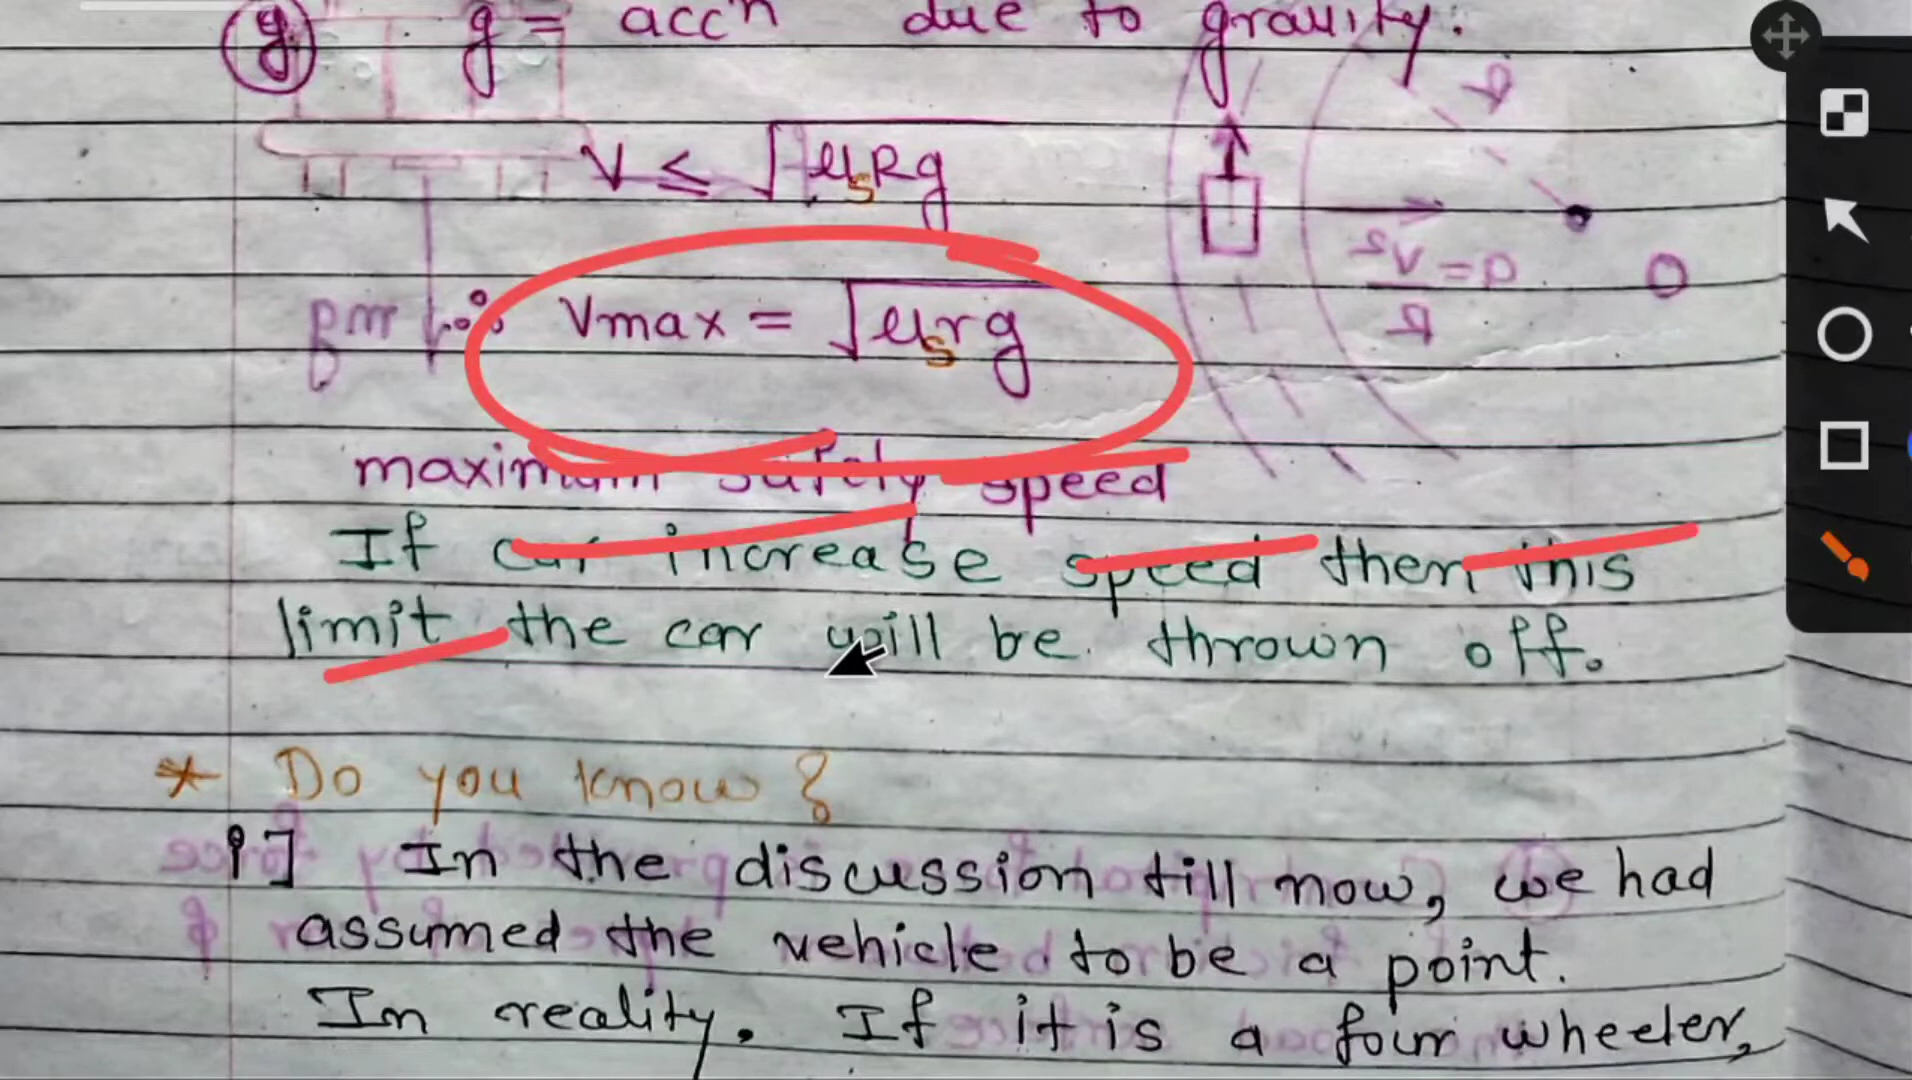 g g = accⁿ due to gravity.
V ≤ √μsRg
∴ Vmax = √μsrg
maximum safely speed
If car increase speed then this
limit the car will be thrown off.
* Do you know ?
i] In the discussion till now, we had
assumed the vehicle to be a point.
In reality. If it is a four wheeler,